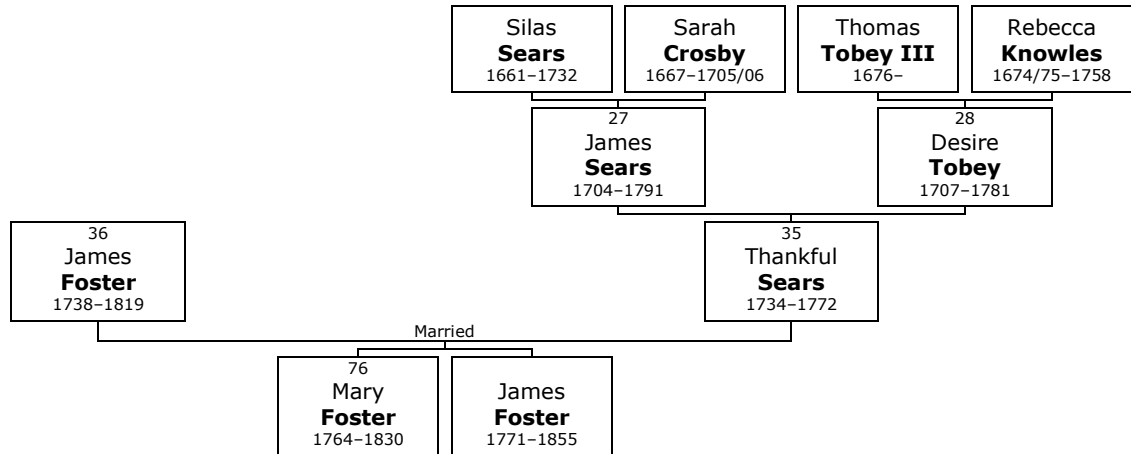 Silas
Sears
1661–1732
Sarah
Crosby
1667–1705/06
Thomas
Tobey III
1676–
Rebecca
Knowles
1674/75–1758
27
James
Sears
1704–1791
28
Desire
Tobey
1707–1781
36
James
Foster
1738–1819
35
Thankful
Sears
1734–1772
Married
76
Mary
Foster
1764–1830
James
Foster
1771–1855